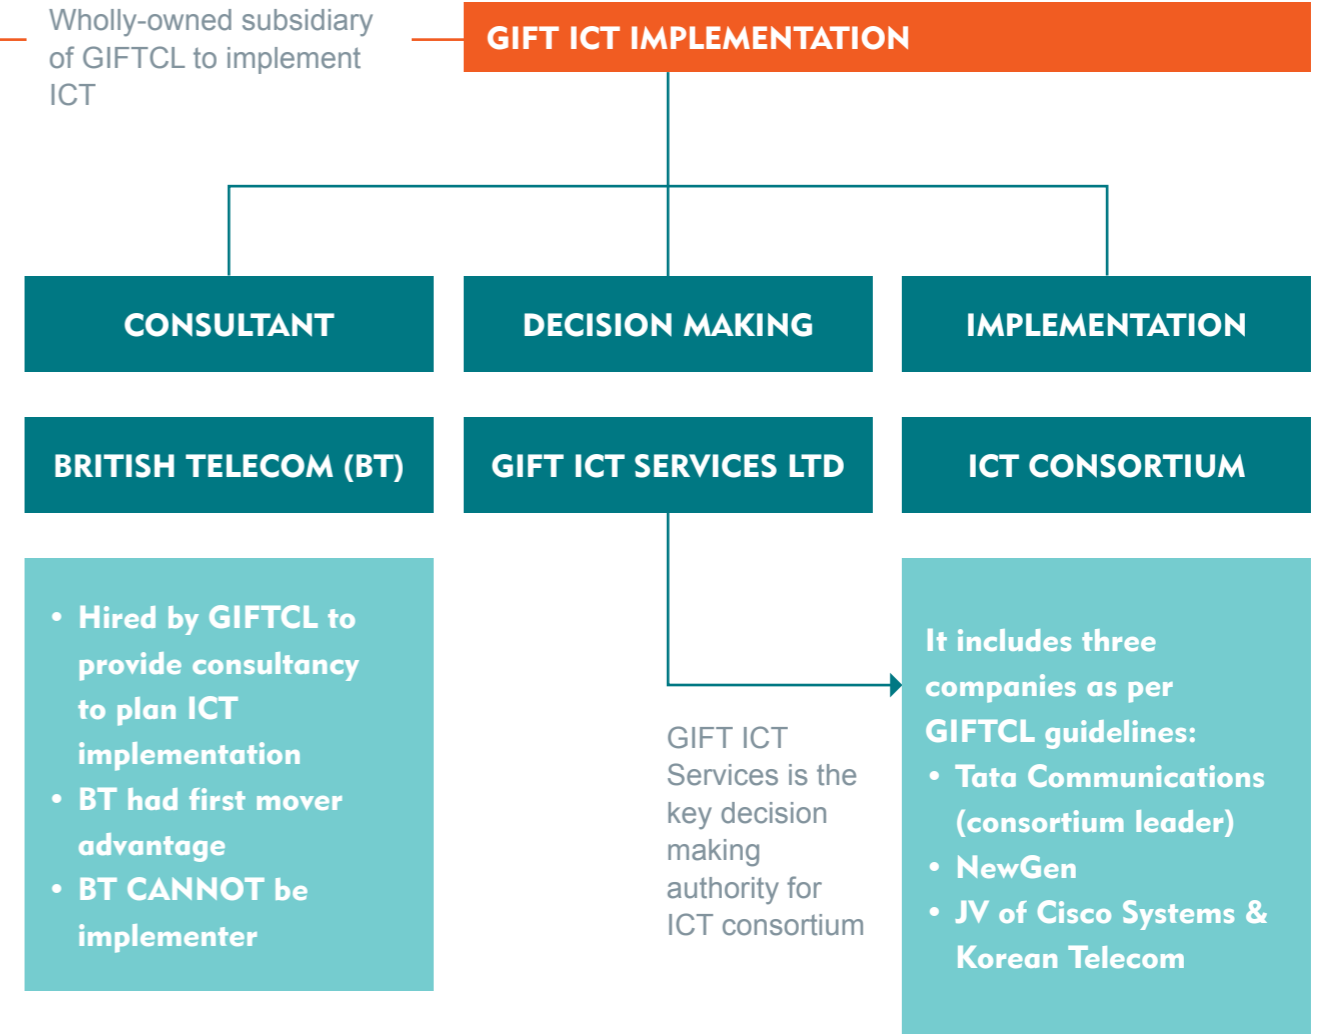 Wholly-owned subsidiary
of GIFTCL to implement
ICT
GIFT ICT IMPLEMENTATION
CONSULTANT
DECISION MAKING
IMPLEMENTATION
BRITISH TELECOM (BT)
GIFT ICT SERVICES LTD
ICT CONSORTIUM
• Hired by GIFTCL to
provide consultancy
to plan ICT
implementation
• BT had first mover
advantage
• BT CANNOT be
implementer
GIFT ICT
Services is the
key decision
making
authority for
ICT consortium
It includes three
companies as per
GIFTCL guidelines:
• Tata Communications
(consortium leader)
• NewGen
• JV of Cisco Systems &
Korean Telecom